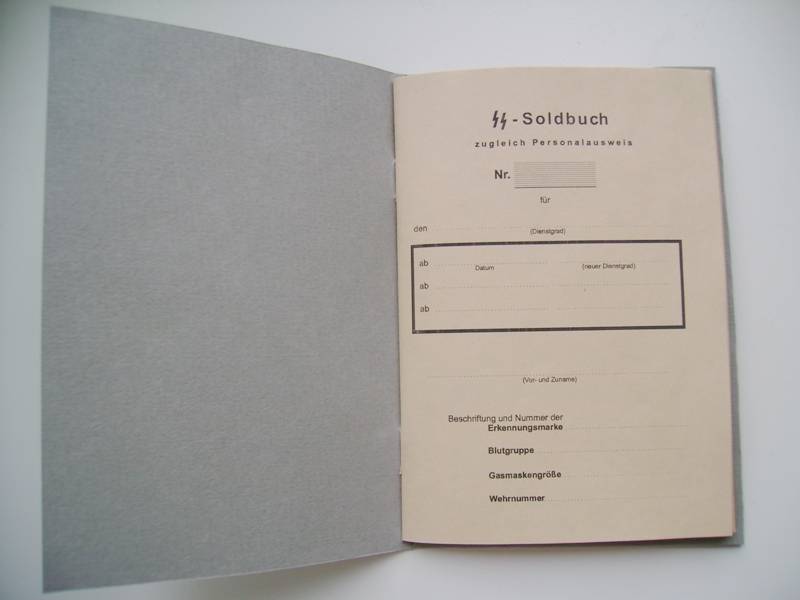 ᛋᛋ-Soldbuch
zugleich Personalausweis
Nr.
für
den
(Dienstgrad)
ab
Datum (neuer Dienstgrad)
ab
ab
(Vor- und Zuname)
Beschriftung und Nummer der
Erkennungsmarke
Blutgruppe
Gasmaskengröße
Wehrnummer